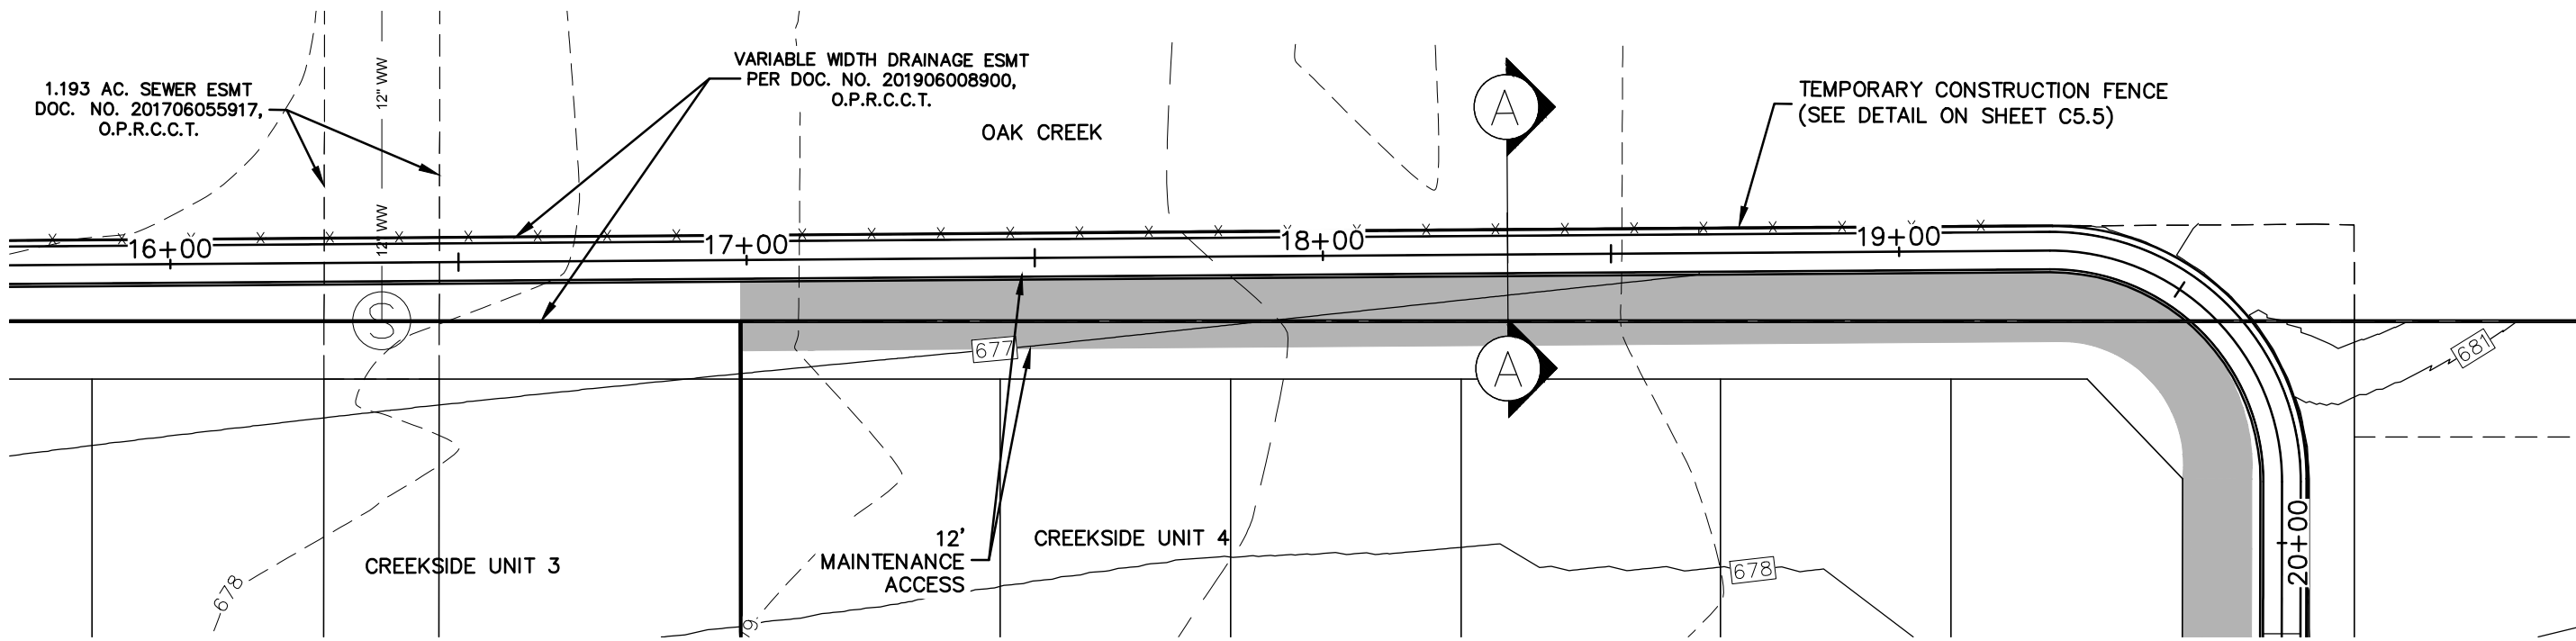 1.193 AC. SEWER ESMT
DOC. NO. 201706055917,
O.P.R.C.C.T.
12" WW
12" WW
VARIABLE WIDTH DRAINAGE ESMT
PER DOC. NO. 201906008900,
O.P.R.C.C.T.
OAK CREEK
A
TEMPORARY CONSTRUCTION FENCE
(SEE DETAIL ON SHEET C5.5)
16+00
17+00
18+00
19+00
20+00
S
677
A
681
12'
MAINTENANCE
ACCESS
CREEKSIDE UNIT 4
CREEKSIDE UNIT 3
678
678